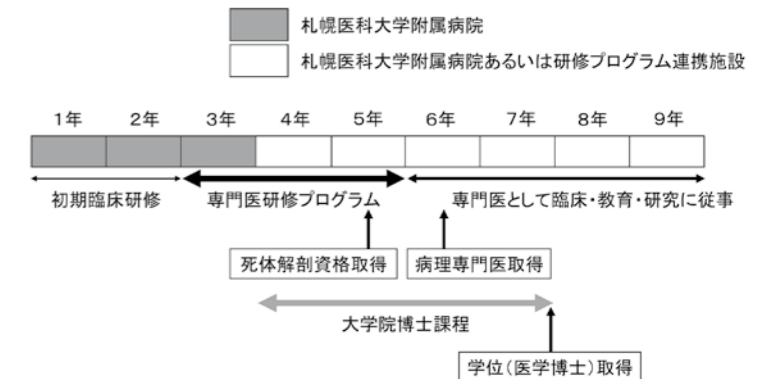 札幌医科大学附属病院
札幌医科大学附属病院あるいは研修プログラム連携施設
1年 2年 3年 4年 5年 6年 7年 8年 9年
初期臨床研修 専門医研修プログラム 専門医として臨床・教育・研究に従事
死体解剖資格取得 病理専門医取得
大学院博士課程
学位(医学博士)取得